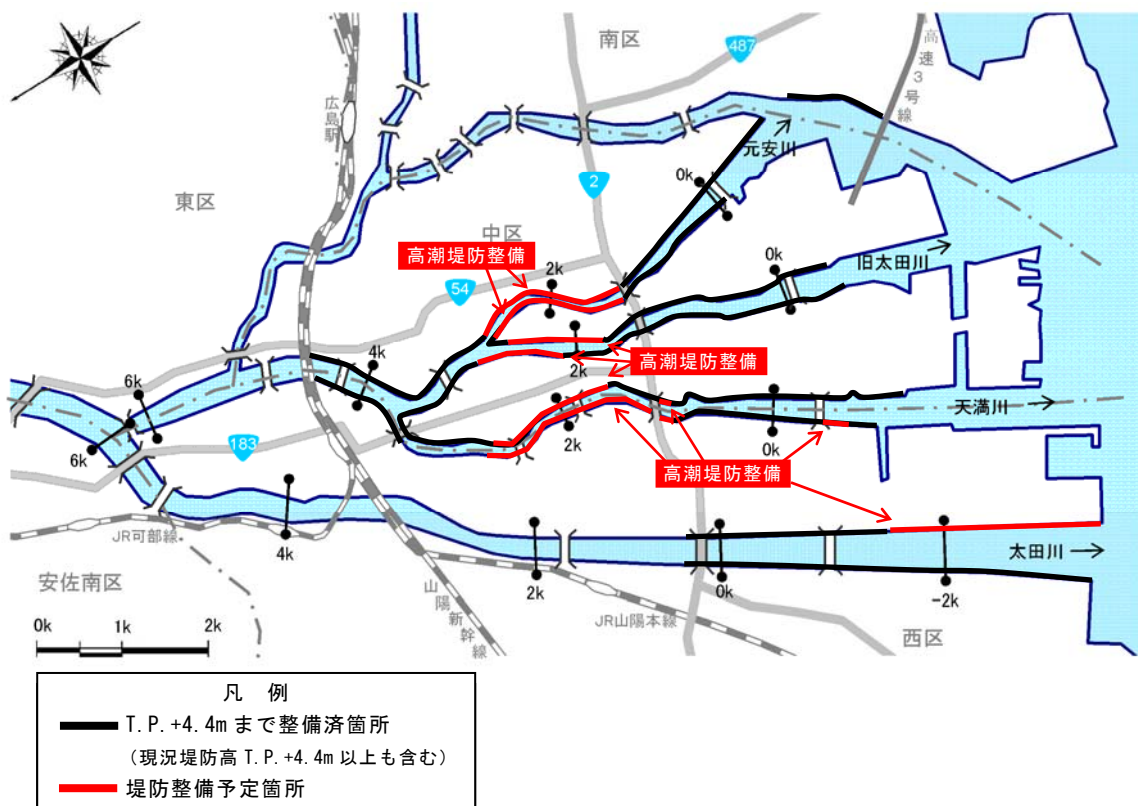 南区
487
高速3号線
広島駅
元安川
0k
2
東区
中区
高潮堤防整備
2k
0k
旧太田川
54
4k
2k
高潮堤防整備
6k
天満川
183
6k
2k
0k
高潮堤防整備
JR可部線
4k
太田川
安佐南区
2k
0k
-2k
山陽新幹線
JR山陽本線
西区
0k 1k 2k
凡 例
T.P.+4.4mまで整備済箇所
(現況堤防高T.P.+4.4m以上も含む)
堤防整備予定箇所